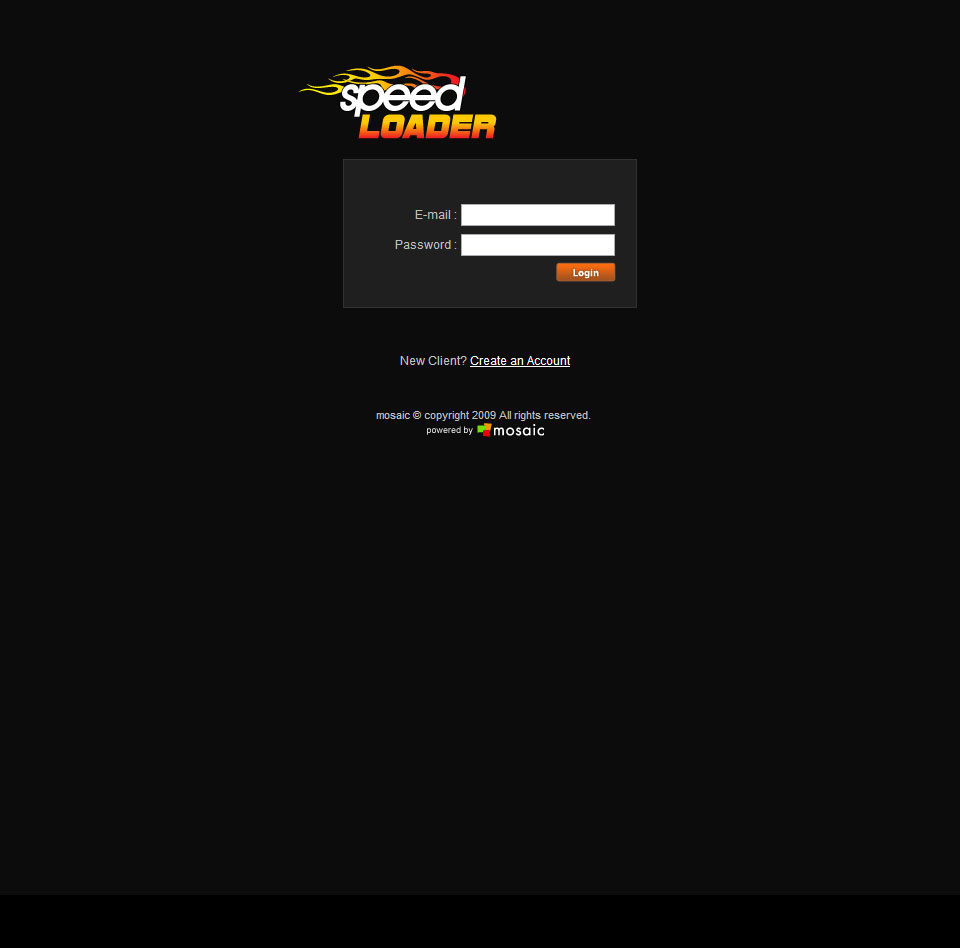 speed
LOADER
E-mail :
Password :
Login
New Client? Create an Account
mosaic © copyright 2009 All rights reserved.
powered by mosaic